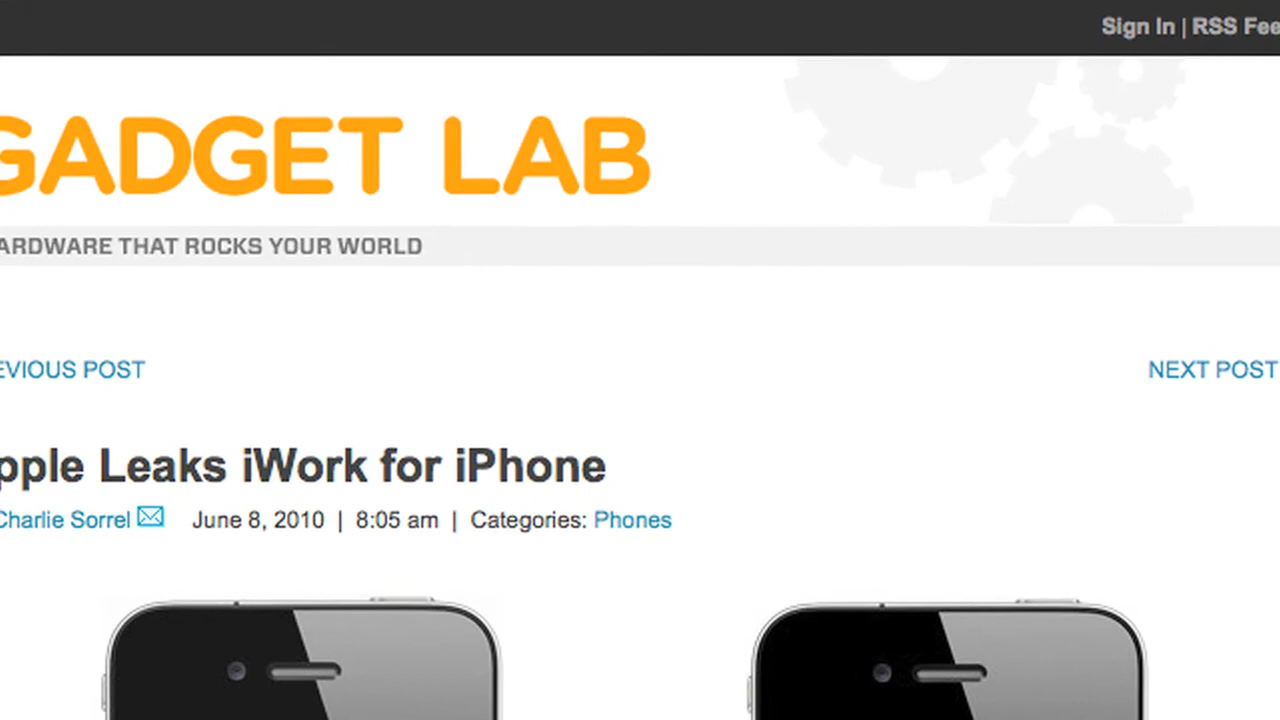 Sign In | RSS Fee
GADGET LAB
ARDWARE THAT ROCKS YOUR WORLD
EVIOUS POST
NEXT POST
pple Leaks iWork for iPhone
Charlie Sorrel June 8, 2010 | 8:05 am | Categories: Phones